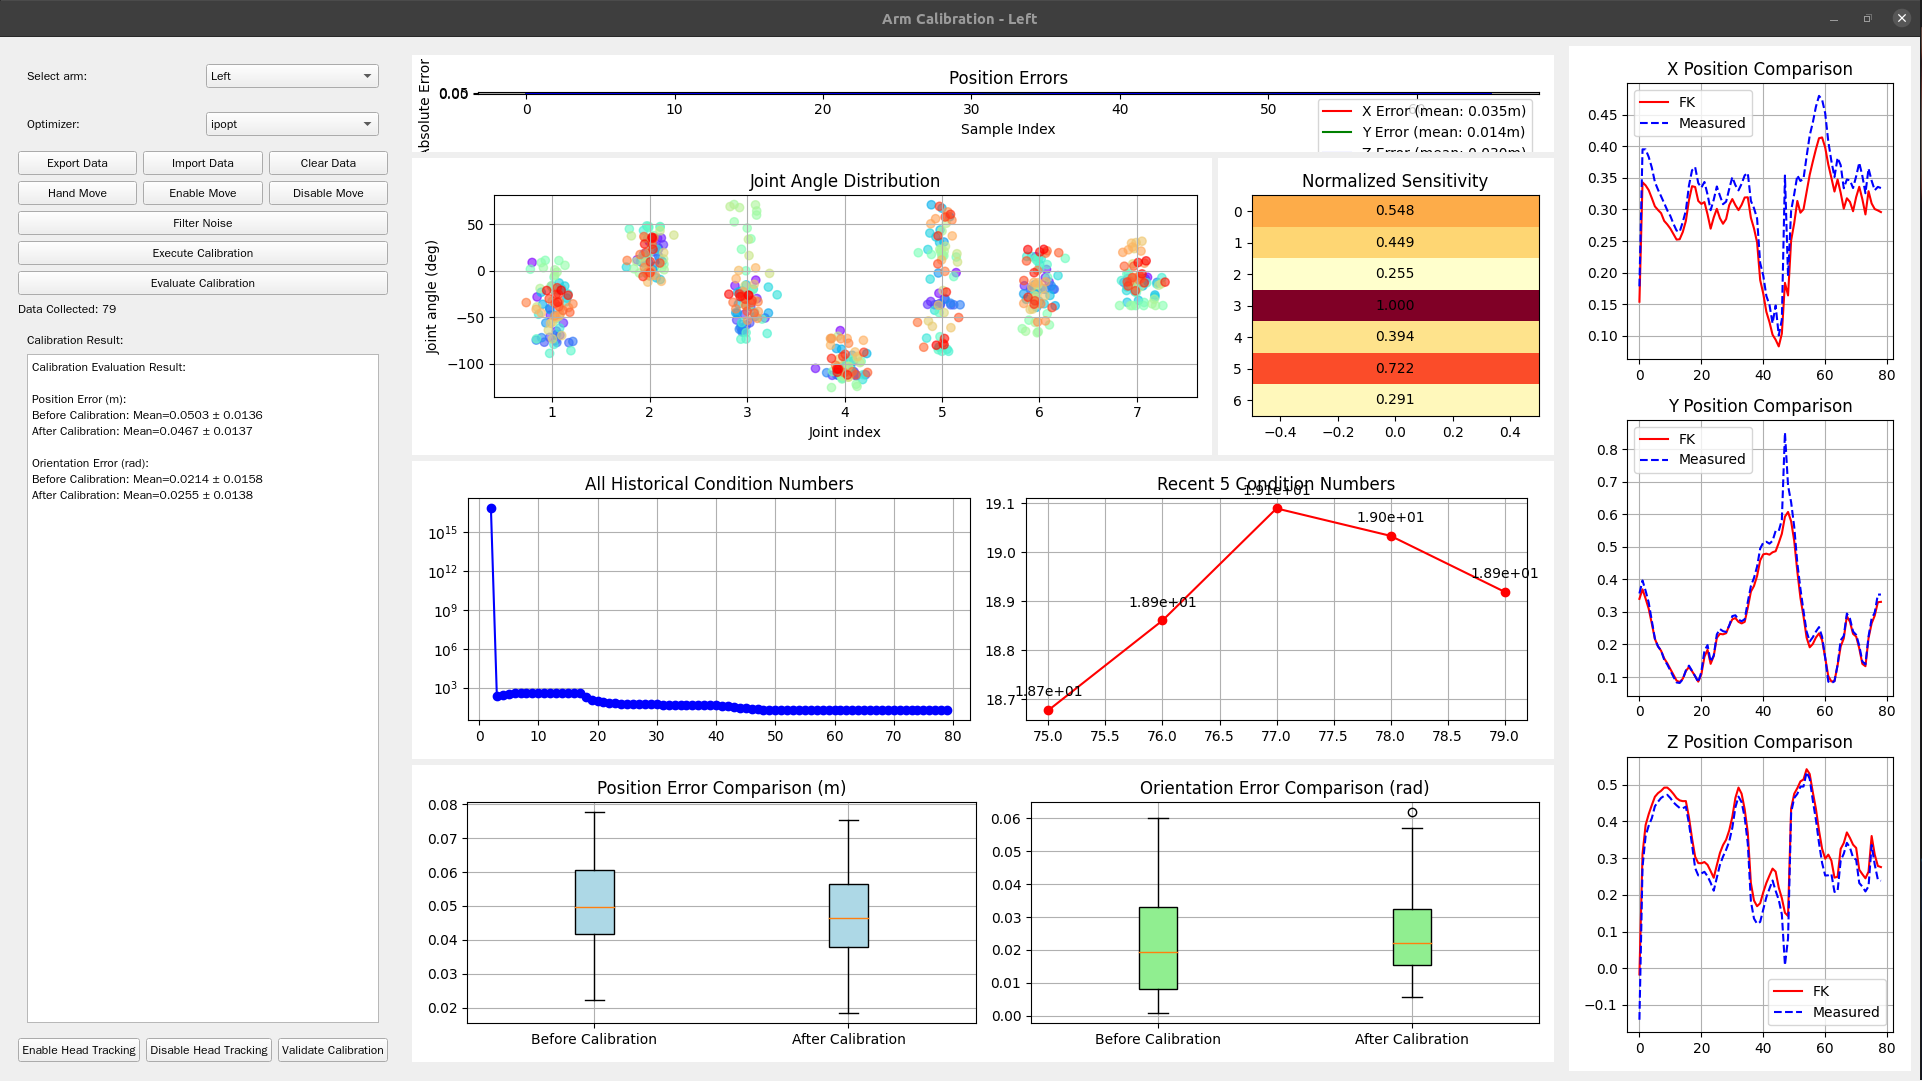 Arm Calibration - Left
Select arm:
Left
Optimizer:
ipopt
Export Data
Import Data
Clear Data
Hand Move
Enable Move
Disable Move
Filter Noise
Execute Calibration
Evaluate Calibration
Data Collected: 79
Calibration Result:
Calibration Evaluation Result:
Position Error (m):
Before Calibration: Mean=0.0503 ± 0.0136
After Calibration: Mean=0.0467 ± 0.0137
Orientation Error (rad):
Before Calibration: Mean=0.0214 ± 0.0158
After Calibration: Mean=0.0255 ± 0.0138
Enable Head Tracking
Disable Head Tracking
Validate Calibration
Position Errors
Absolute Error
0 10 20 30 40 50
Sample Index
X Error (mean: 0.035m)
Y Error (mean: 0.014m)
Joint Angle Distribution
Joint angle (deg)
50
0
−50
−100
1 2 3 4 5 6 7
Joint index
Normalized Sensitivity
0 0.548
1 0.449
2 0.255
3 1.000
4 0.394
5 0.722
6 0.291
−0.4 −0.2 0.0 0.2 0.4
All Historical Condition Numbers
10¹⁵
10¹²
10⁹
10⁶
10³
0 10 20 30 40 50 60 70 80
Recent 5 Condition Numbers
19.1
19.0
18.9
18.8
18.7
1.87e+01
1.89e+01
1.91e+01
1.90e+01
1.89e+01
75.0 75.5 76.0 76.5 77.0 77.5 78.0 78.5 79.0
Position Error Comparison (m)
0.08
0.07
0.06
0.05
0.04
0.03
0.02
Before Calibration
After Calibration
Orientation Error Comparison (rad)
0.06
0.05
0.04
0.03
0.02
0.01
0.00
Before Calibration
After Calibration
X Position Comparison
FK
Measured
0.45
0.40
0.35
0.30
0.25
0.20
0.15
0.10
0 20 40 60 80
Y Position Comparison
FK
Measured
0.8
0.7
0.6
0.5
0.4
0.3
0.2
0.1
0 20 40 60 80
Z Position Comparison
0.5
0.4
0.3
0.2
0.1
0.0
−0.1
FK
Measured
0 20 40 60 80